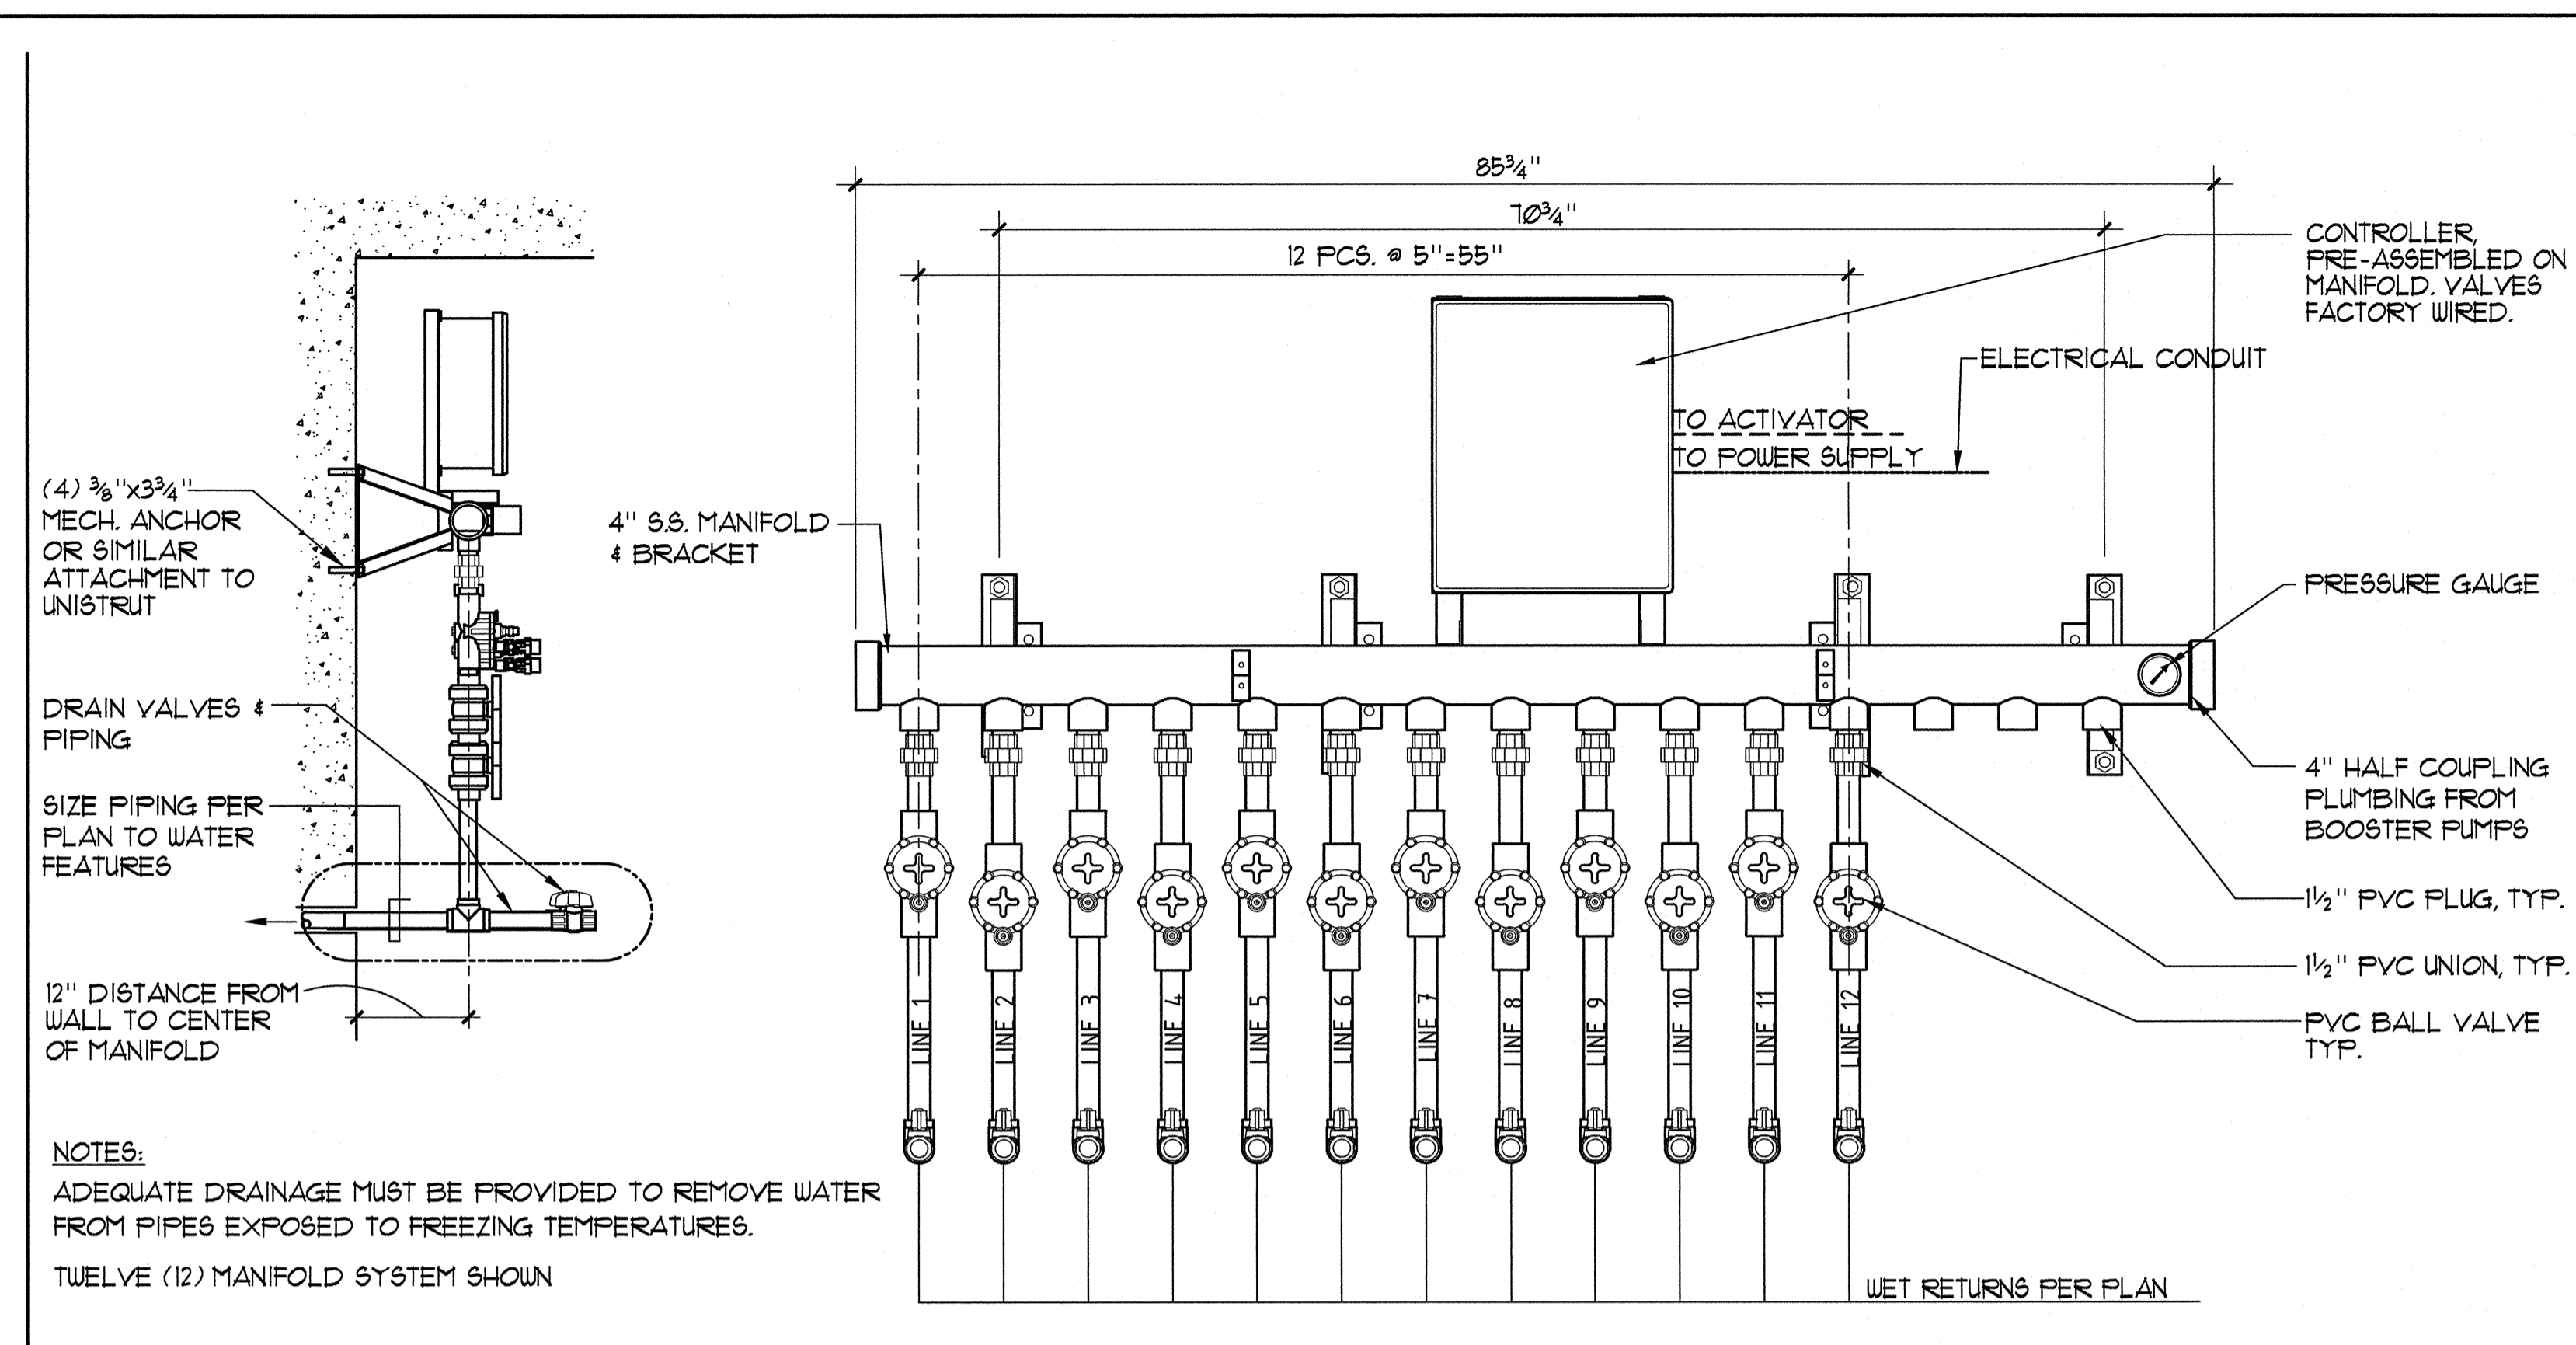 85¾"
70¾"
12 PCS. @ 5"=55"
CONTROLLER,
PRE-ASSEMBLED ON
MANIFOLD. VALVES
FACTORY WIRED.
ELECTRICAL CONDUIT
TO ACTIVATOR
TO POWER SUPPLY
(4) ⅜"x3¾"
MECH. ANCHOR
OR SIMILAR
ATTACHMENT TO
UNISTRUT
4" S.S. MANIFOLD
& BRACKET
PRESSURE GAUGE
DRAIN VALVES &
PIPING
SIZE PIPING PER
PLAN TO WATER
FEATURES
4" HALF COUPLING
PLUMBING FROM
BOOSTER PUMPS
1½" PVC PLUG, TYP.
1½" PVC UNION, TYP.
PVC BALL VALVE
TYP.
12" DISTANCE FROM
WALL TO CENTER
OF MANIFOLD
LINE 1
LINE 2
LINE 3
LINE 4
LINE 5
LINE 6
LINE 7
LINE 8
LINE 9
LINE 10
LINE 11
LINE 12
NOTES:
ADEQUATE DRAINAGE MUST BE PROVIDED TO REMOVE WATER
FROM PIPES EXPOSED TO FREEZING TEMPERATURES.
TWELVE (12) MANIFOLD SYSTEM SHOWN
WET RETURNS PER PLAN